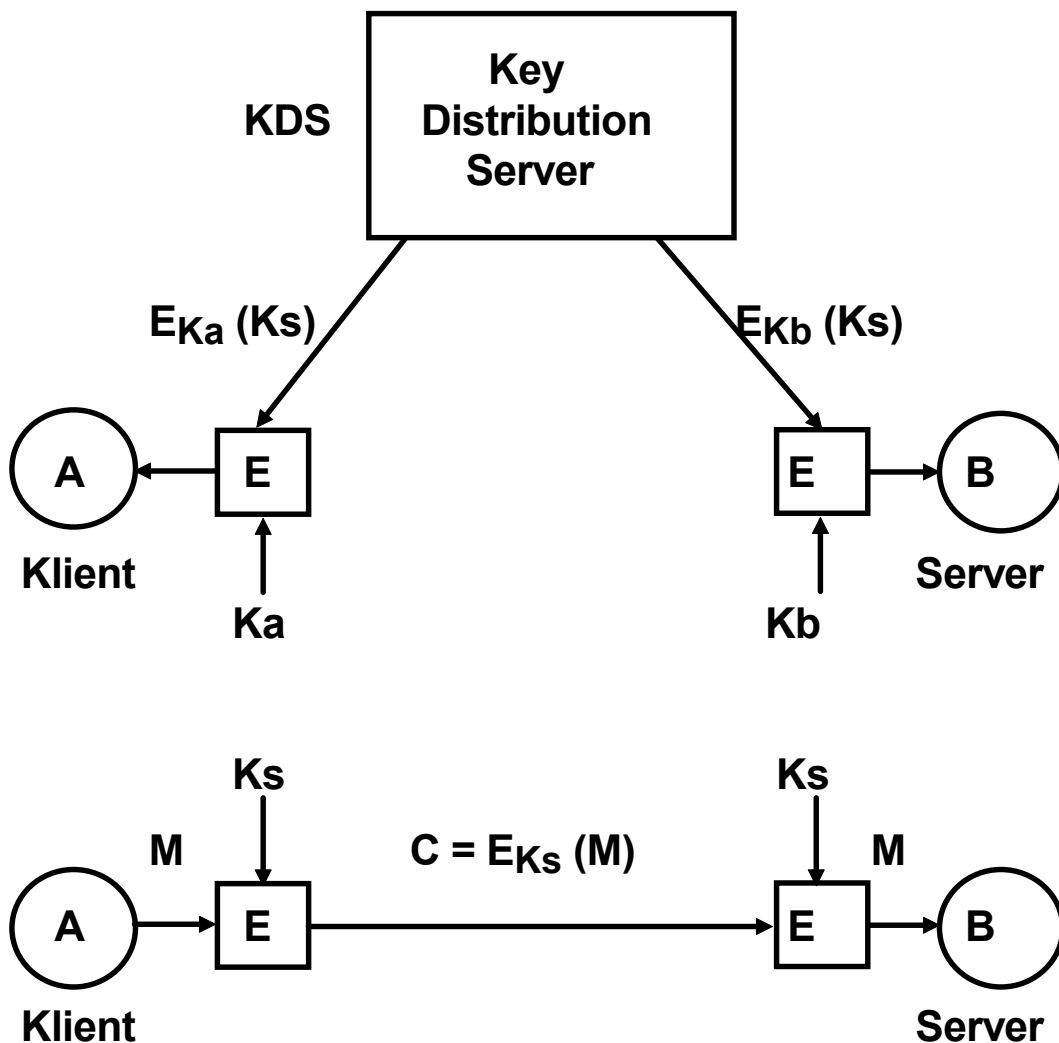 Key
KDS Distribution
Server
EKa (Ks) EKb (Ks)
A E E B
Klient Server
Ka Kb
Ks Ks
M C = EKs (M) M
A E E B
Klient Server